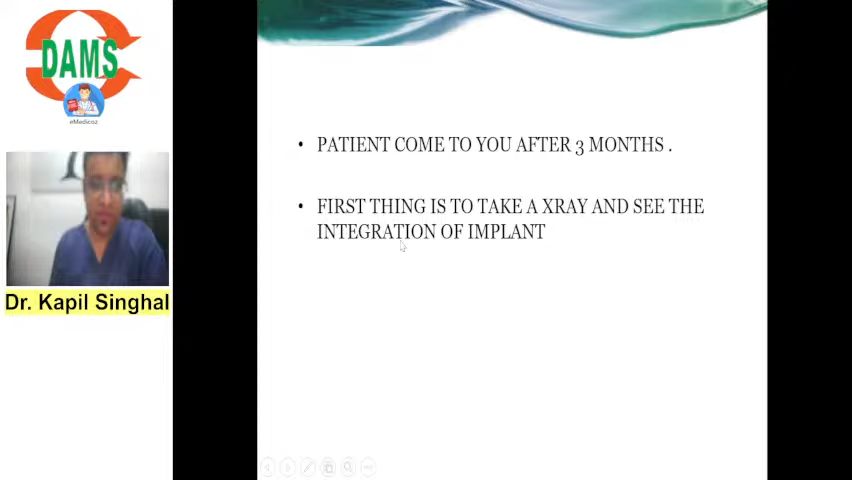 DAMS
eMedicoz
Dr. Kapil Singhal
• PATIENT COME TO YOU AFTER 3 MONTHS .
• FIRST THING IS TO TAKE A XRAY AND SEE THE
INTEGRATION OF IMPLANT